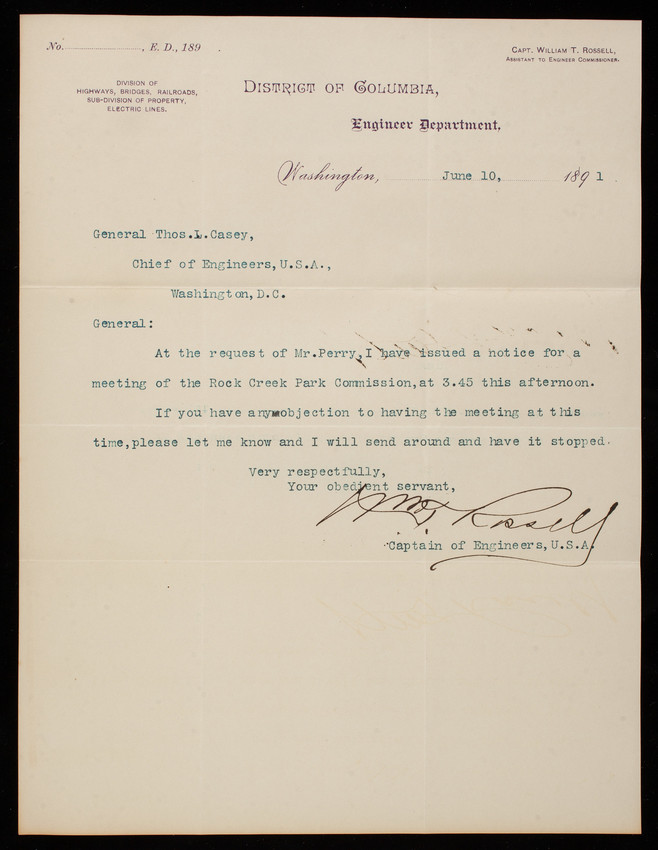 No. , E. D., 189 .
CAPT. WILLIAM T. ROSSELL,
ASSISTANT TO ENGINEER COMMISSIONER.
DIVISION OF
HIGHWAYS, BRIDGES, RAILROADS,
SUB-DIVISION OF PROPERTY,
ELECTRIC LINES.
DISTRICT OF COLUMBIA,
Engineer Department,
Washington, June 10, 1891.
General Thos.L.Casey,
Chief of Engineers,U.S.A.,
Washington,D.C.
General:
At the request of Mr.Perry,I have issued a notice for a
meeting of the Rock Creek Park Commission,at 3.45 this afternoon.
If you have any objection to having the meeting at this
time,please let me know and I will send around and have it stopped.
Very respectfully,
Your obedient servant,
Wm T. Rossell
Captain of Engineers,U.S.A.